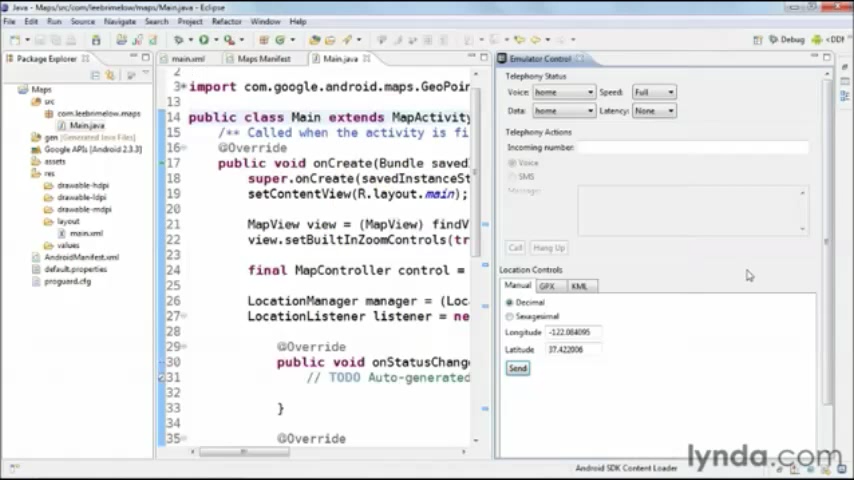 Java - Maps/src/com/leebrimelow/maps/Main.java - Eclipse
File Edit Run Source Navigate Search Project Refactor Window Help
Debug DDMS
Package Explorer
main.xml
Maps Manifest
Main.java
Emulator Control
Maps
src
com.leebrimelow.maps
Main.java
gen [Generated Java Files]
Google APIs [Android 2.3.3]
assets
res
drawable-hdpi
drawable-ldpi
drawable-mdpi
layout
main.xml
values
AndroidManifest.xml
default.properties
proguard.cfg
2
3 import com.google.android.maps.GeoPoin
13
14 public class Main extends MapActivity
15 /** Called when the activity is fi
16 @Override
17 public void onCreate(Bundle saved
18 super.onCreate(savedInstanceSt
19 setContentView(R.layout.main);
20
21 MapView view = (MapView) findV
22 view.setBuiltInZoomControls(tr
23
24 final MapController control =
25
26 LocationManager manager = (Loc
27 LocationListener listener = ne
28
29 @Override
30 public void onStatusChange
31 // TODO Auto-generated
32
33 }
34
35 @Override
Telephony Status
Voice: home Speed: Full
Data: home Latency: None
Telephony Actions
Incoming number:
Voice
SMS
Message:
Call Hang Up
Location Controls
Manual GPX KML
Decimal
Sexagesimal
Longitude -122.084095
Latitude 37.422006
Send
Android SDK Content Loader
lynda.com